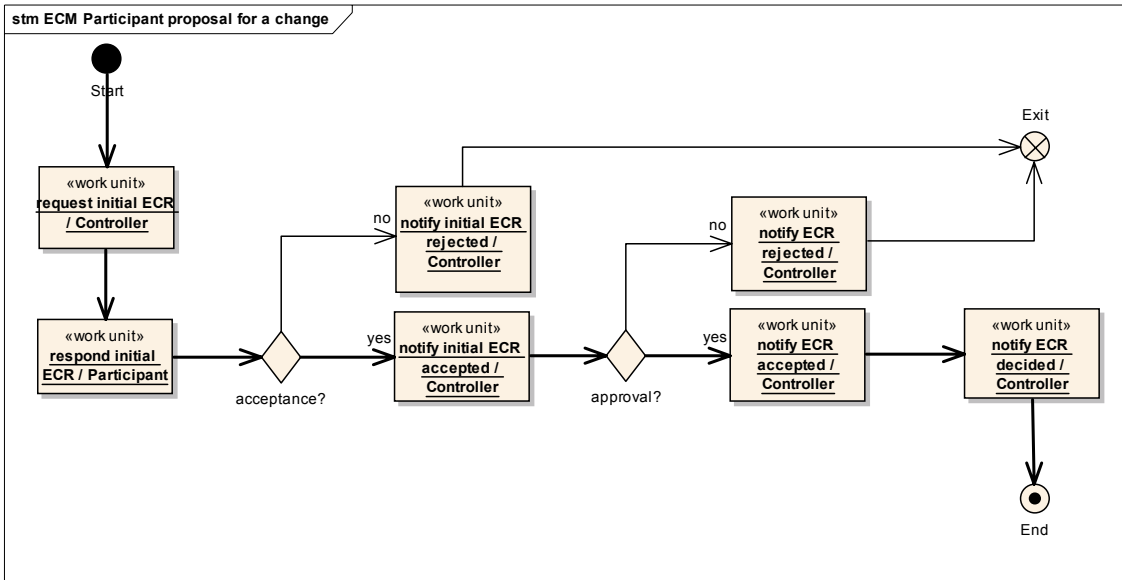 stm ECM Participant proposal for a change
Start
«work unit»
request initial ECR
/ Controller
«work unit»
respond initial
ECR / Participant
acceptance?
no
«work unit»
notify initial ECR
rejected /
Controller
yes
«work unit»
notify initial ECR
accepted /
Controller
approval?
no
«work unit»
notify ECR
rejected /
Controller
yes
«work unit»
notify ECR
accepted /
Controller
Exit
«work unit»
notify ECR
decided /
Controller
End